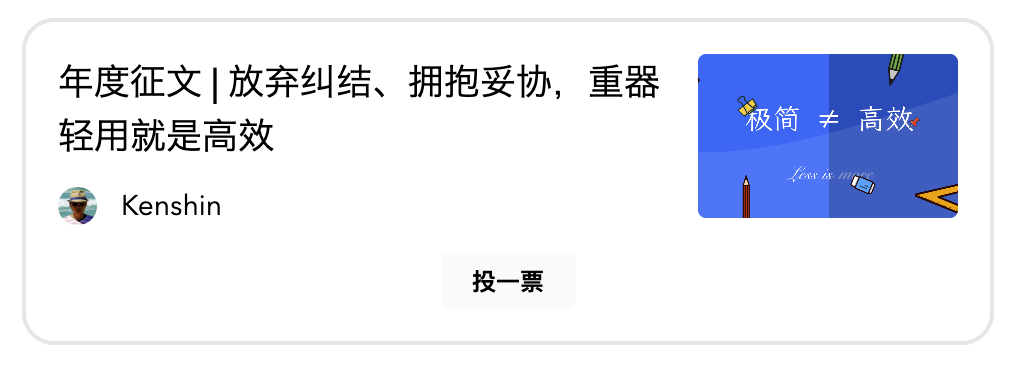 年度征文 | 放弃纠结、拥抱妥协，重器
轻用就是高效
Kenshin
极简 ≠ 高效
Less is more
投一票